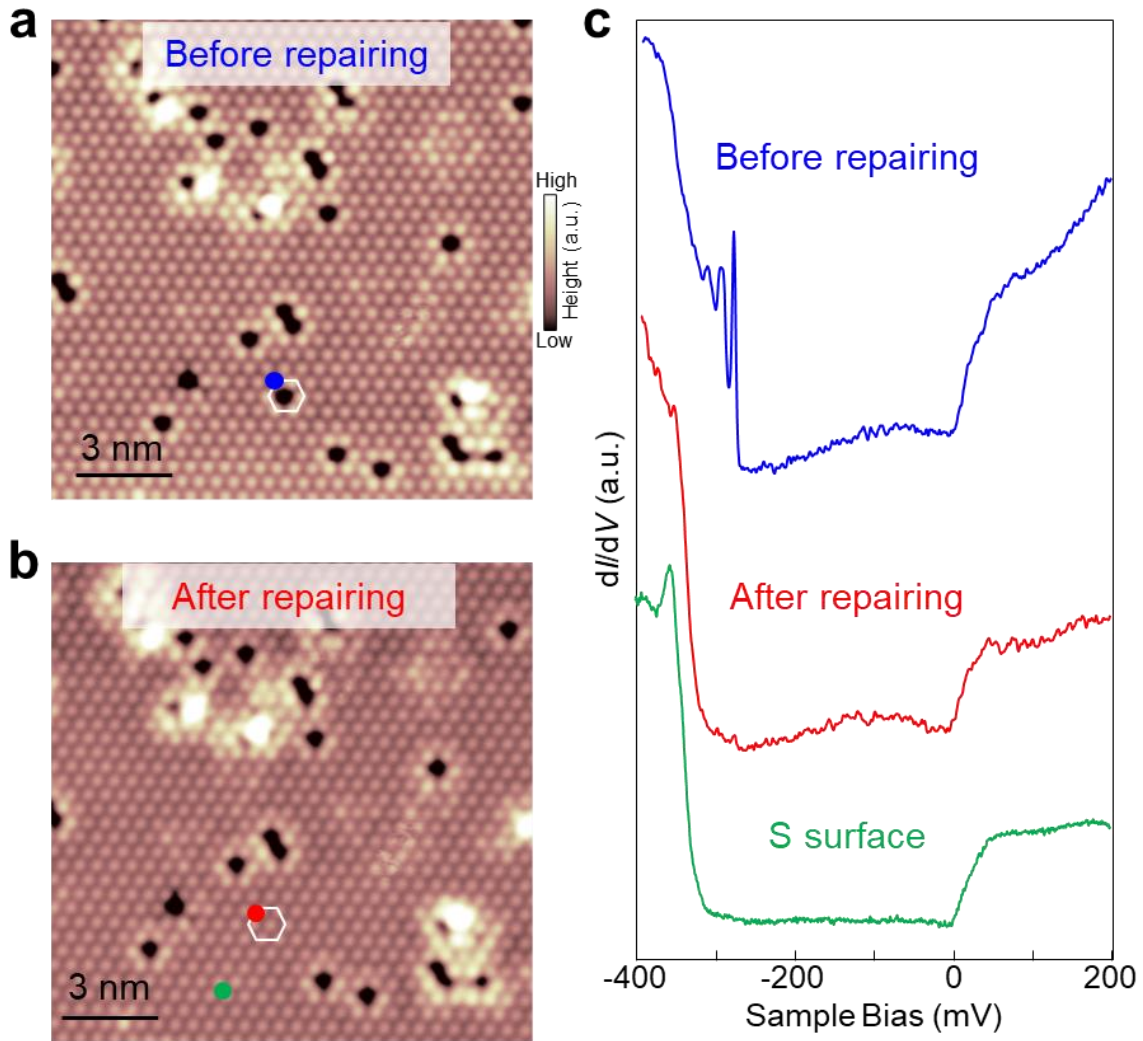 a
Before repairing
High
Height (a.u.)
Low
3 nm
b
After repairing
3 nm
c
Before repairing
After repairing
S surface
dI/dV (a.u.)
-400 -200 0 200
Sample Bias (mV)